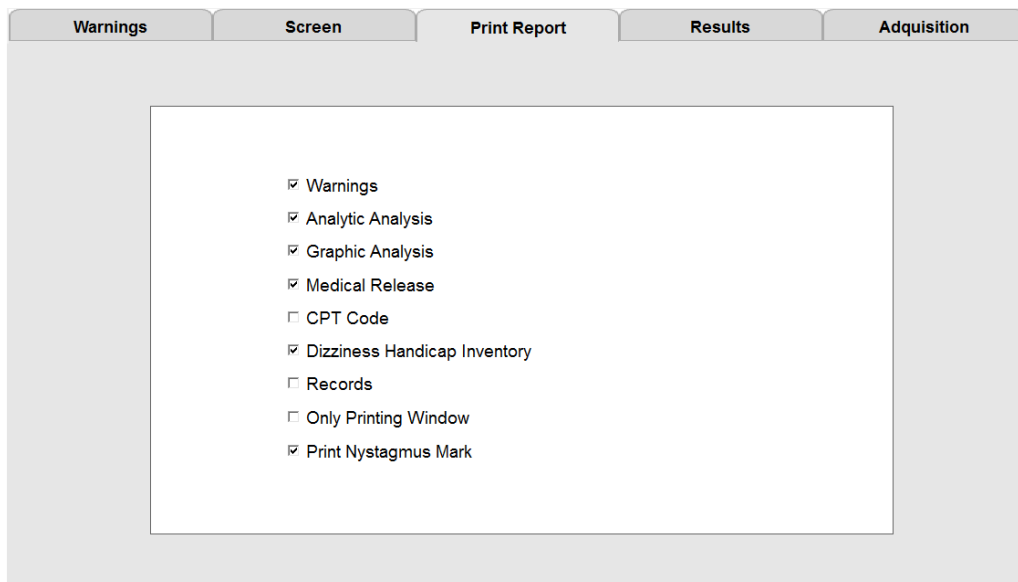 Warnings Screen Print Report Results Adquisition
Warnings
Analytic Analysis
Graphic Analysis
Medical Release
CPT Code
Dizziness Handicap Inventory
Records
Only Printing Window
Print Nystagmus Mark